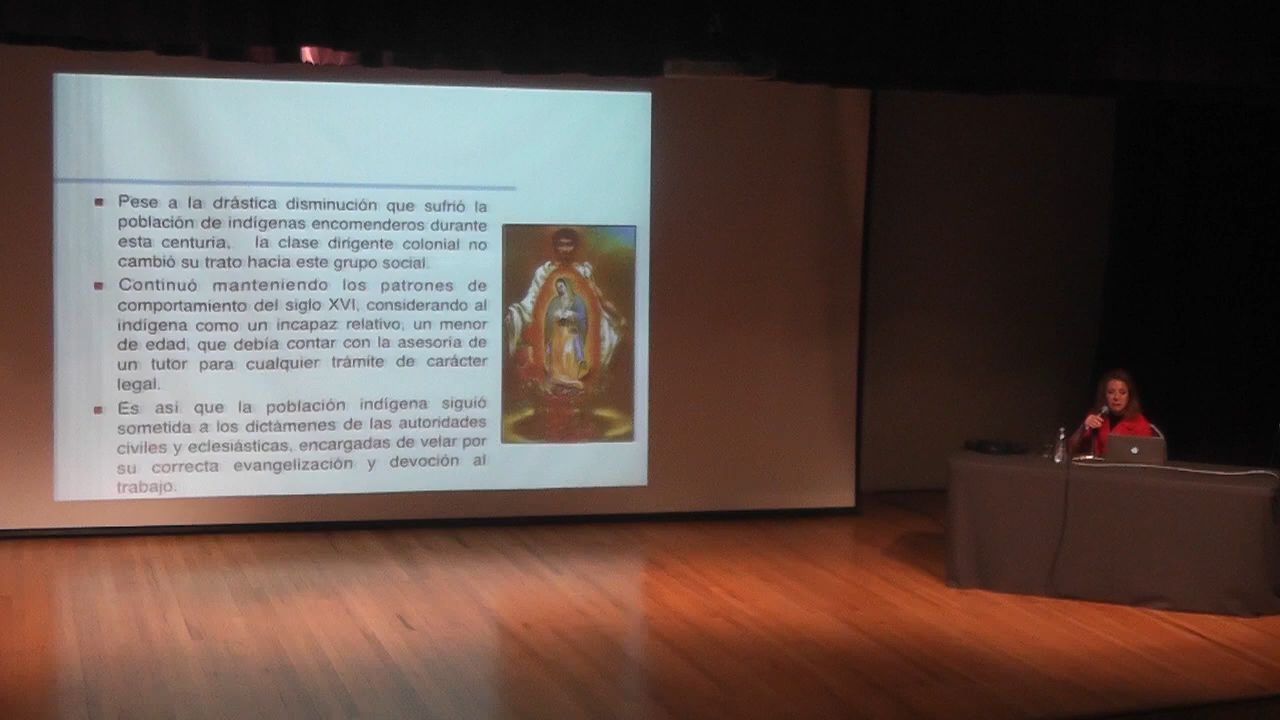 Pese a la drástica disminución que sufrió la
población de indígenas encomenderos durante
esta centuria, la clase dirigente colonial no
cambió su trato hacia este grupo social.
Continuó manteniendo los patrones de
comportamiento del siglo XVI, considerando al
indígena como un incapaz relativo, un menor
de edad, que debía contar con la asesoría de
un tutor para cualquier trámite de carácter
legal.
Es así que la población indígena siguió
sometida a los dictámenes de las autoridades
civiles y eclesiásticas, encargadas de velar por
su correcta evangelización y devoción al
trabajo.